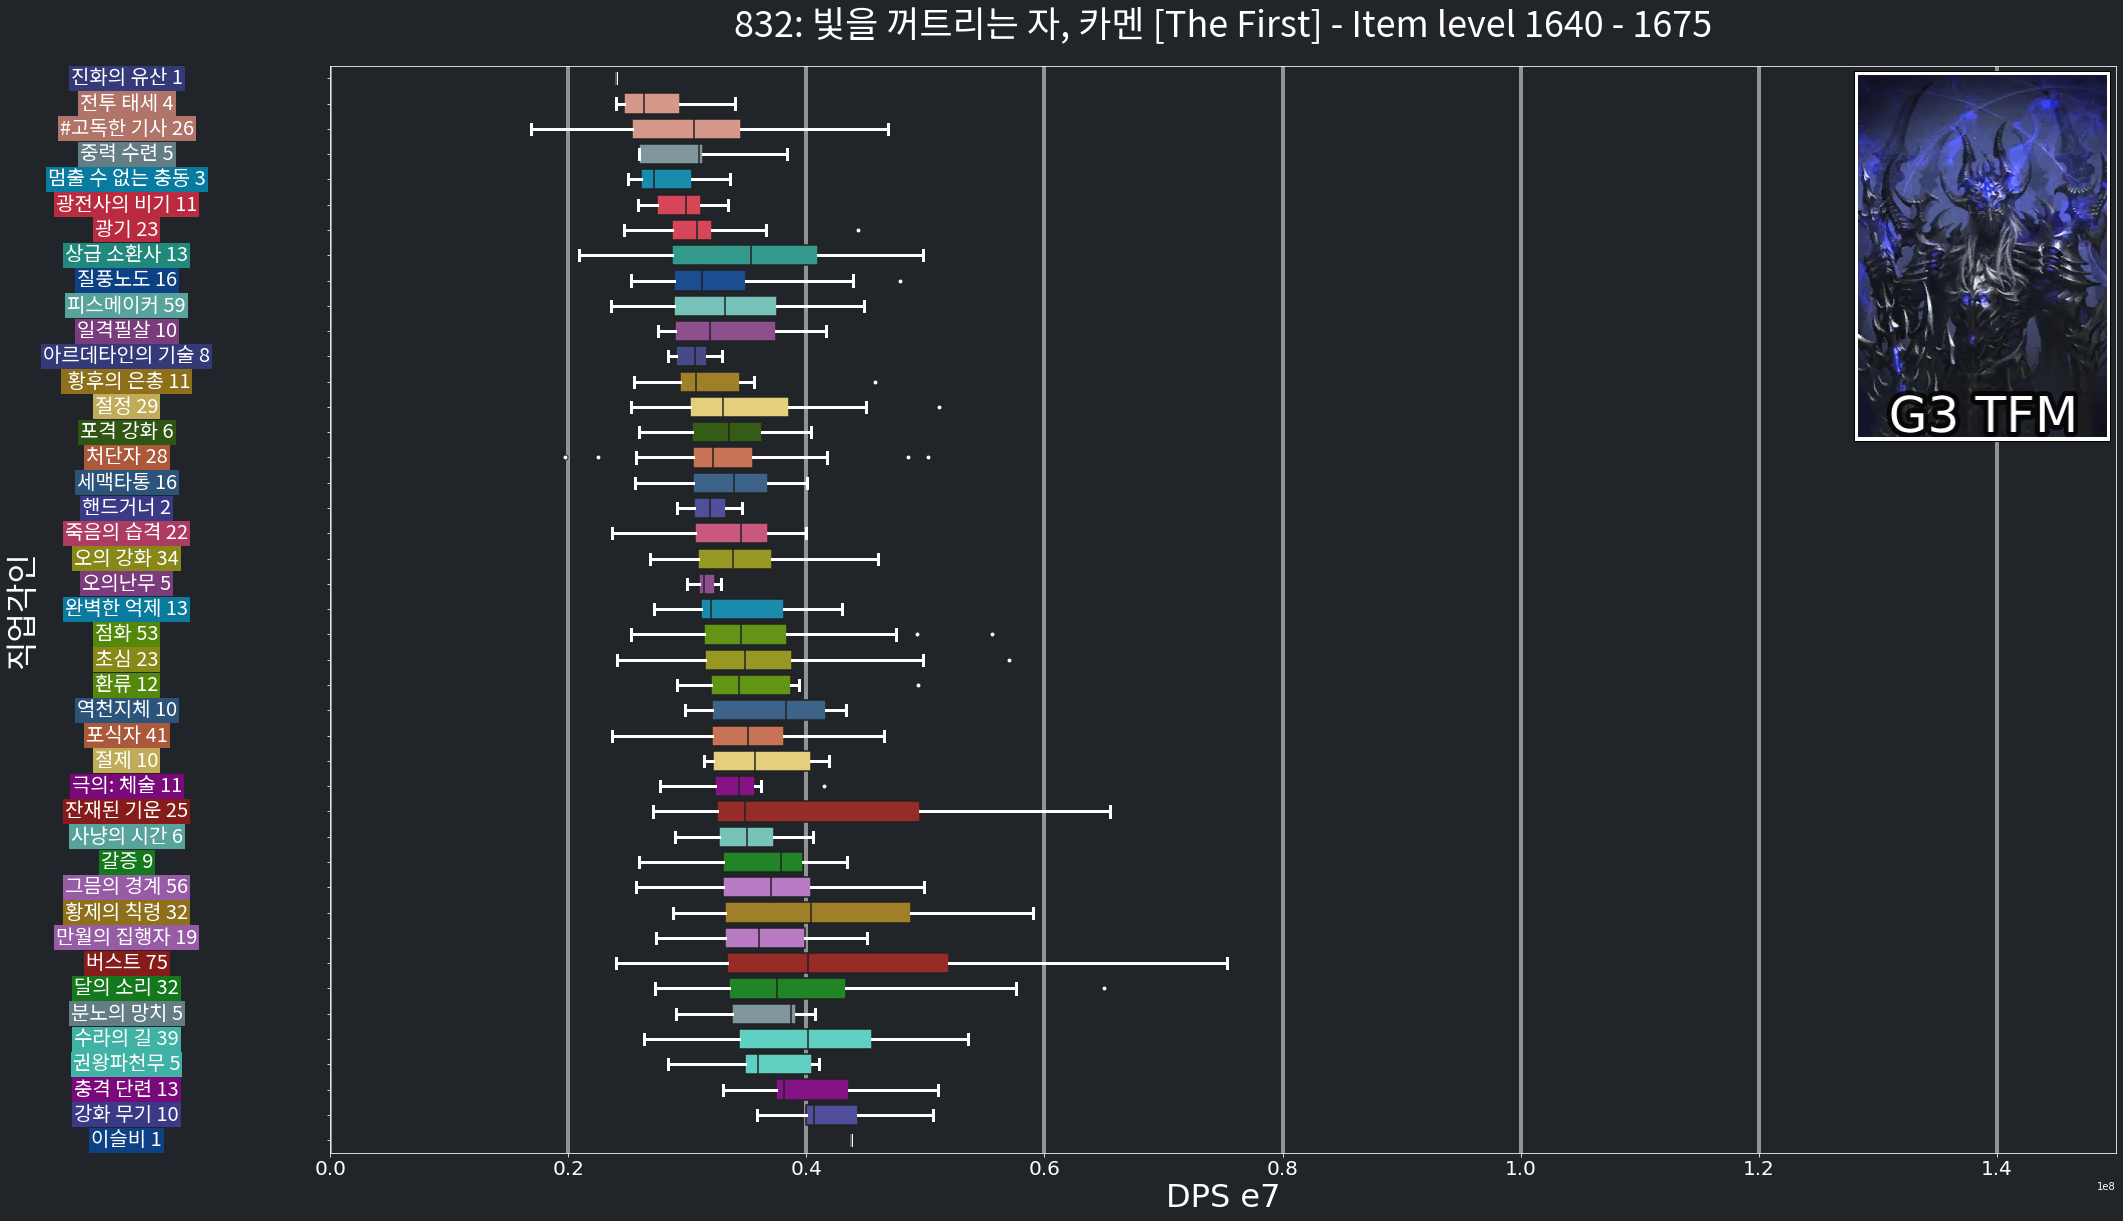 832: 빛을 꺼트리는 자, 카멘 [The First] - Item level 1640 - 1675
진화의 유산 1
전투 태세 4
#고독한 기사 26
중력 수련 5
멈출 수 없는 충동 3
광전사의 비기 11
광기 23
상급 소환사 13
질풍노도 16
피스메이커 59
일격필살 10
아르데타인의 기술 8
황후의 은총 11
절정 29
포격 강화 6
처단자 28
세맥타통 16
핸드거너 2
죽음의 습격 22
오의 강화 34
오의난무 5
완벽한 억제 13
점화 53
초심 23
환류 12
역천지체 10
포식자 41
절제 10
극의: 체술 11
잔재된 기운 25
사냥의 시간 6
갈증 9
그믐의 경계 56
황제의 칙령 32
만월의 집행자 19
버스트 75
달의 소리 32
분노의 망치 5
수라의 길 39
권왕파천무 5
충격 단련 13
강화 무기 10
이슬비 1
직업각인
G3 TFM
0.0 0.2 0.4 0.6 0.8 1.0 1.2 1.4
1e8
DPS e7